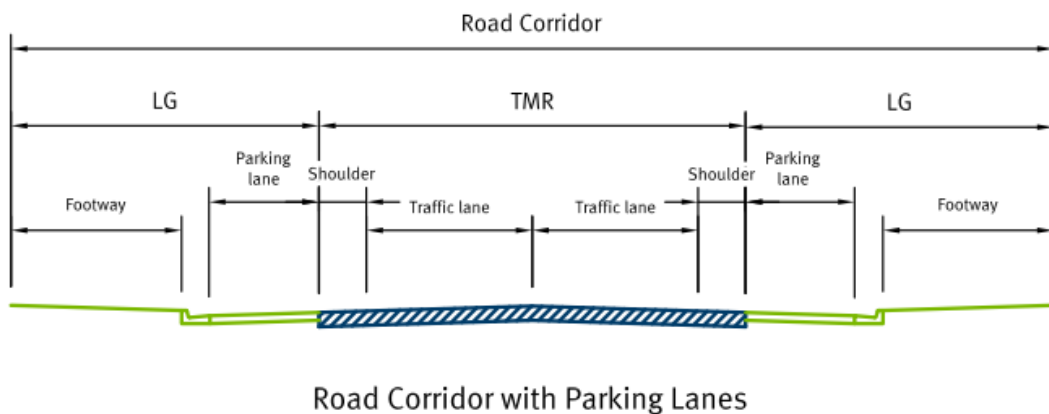 Road Corridor
LG
TMR
LG
Parking
lane
Shoulder
Shoulder
Parking
lane
Footway
Traffic lane
Traffic lane
Footway
Road Corridor with Parking Lanes